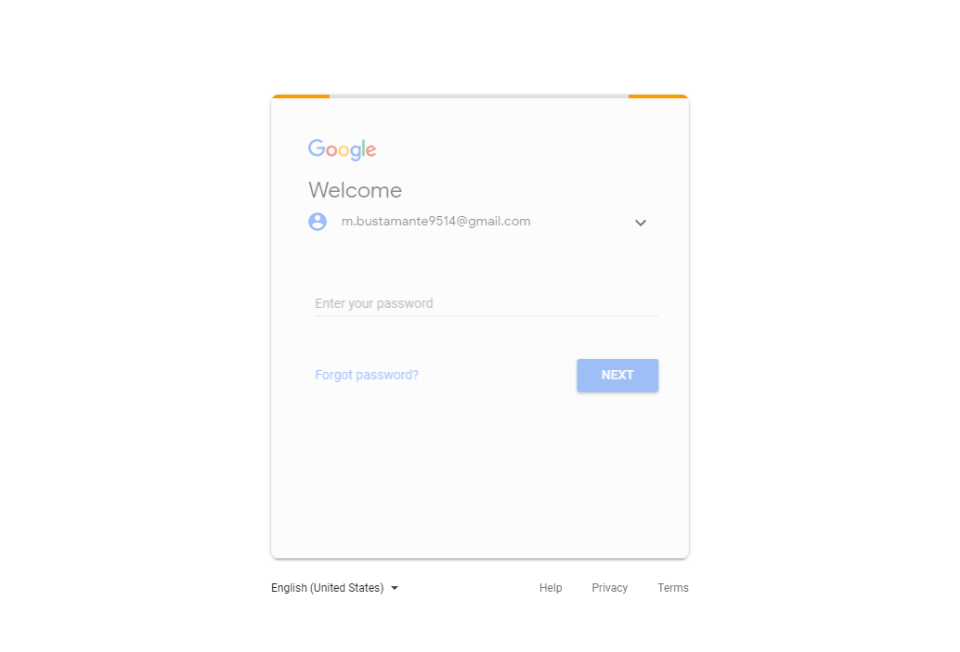 Google
Welcome
m.bustamante9514@gmail.com
Enter your password
Forgot password? NEXT
English (United States) Help Privacy Terms